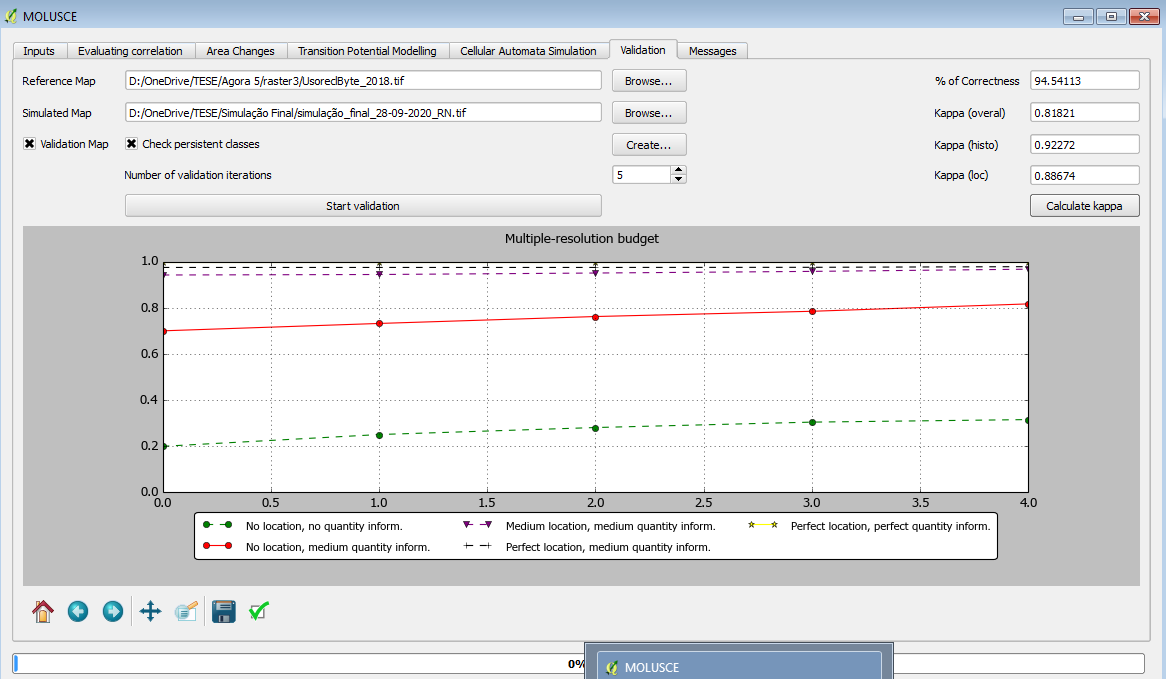 MOLUSCE
Inputs Evaluating correlation Area Changes Transition Potential Modelling Cellular Automata Simulation Validation Messages
Reference Map D:/OneDrive/TESE/Agora 5/raster3/UsoreclByte_2018.tif Browse... % of Correctness 94.54113
Simulated Map D:/OneDrive/TESE/Simulação Final/simulação_final_28-09-2020_RN.tif Browse... Kappa (overal) 0.81821
Validation Map Check persistent classes Create... Kappa (histo) 0.92272
Number of validation iterations 5 Kappa (loc) 0.88674
Start validation Calculate kappa
Multiple-resolution budget
1.0
0.8
0.6
0.4
0.2
0.0
0.0 0.5 1.0 1.5 2.0 2.5 3.0 3.5 4.0
No location, no quantity inform. Medium location, medium quantity inform. Perfect location, perfect quantity inform.
No location, medium quantity inform. Perfect location, medium quantity inform.
0%
MOLUSCE